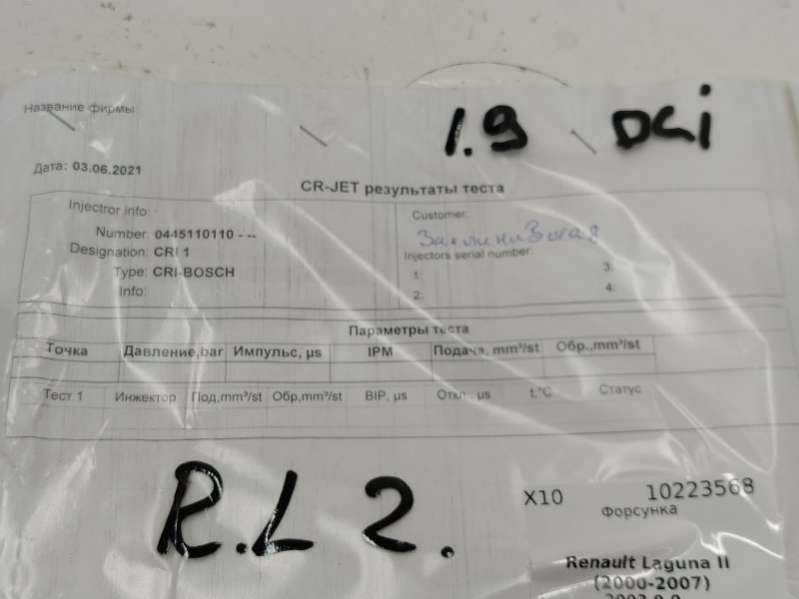 Название фирмы
1.9 DCi
Дата: 03.06.2021
CR-JET результаты теста
Injectror info: -
Number: 0445110110 - --
Designation: CRI 1
Type: CRI-BOSCH
Info:
Customer:
Injectors serial number:
1:
3:
2:
4:
Параметры теста
Точка Давление,bar Импульс, µs IPM Подача, mm³/st Обр.,mm³/st
Тест 1 Инжектор Под,mm³/st Обр,mm³/st BIP, µs Откл., µs t,°C Статус
R.L 2.
X10 10223568
Форсунка
Renault Laguna II
(2000-2007)